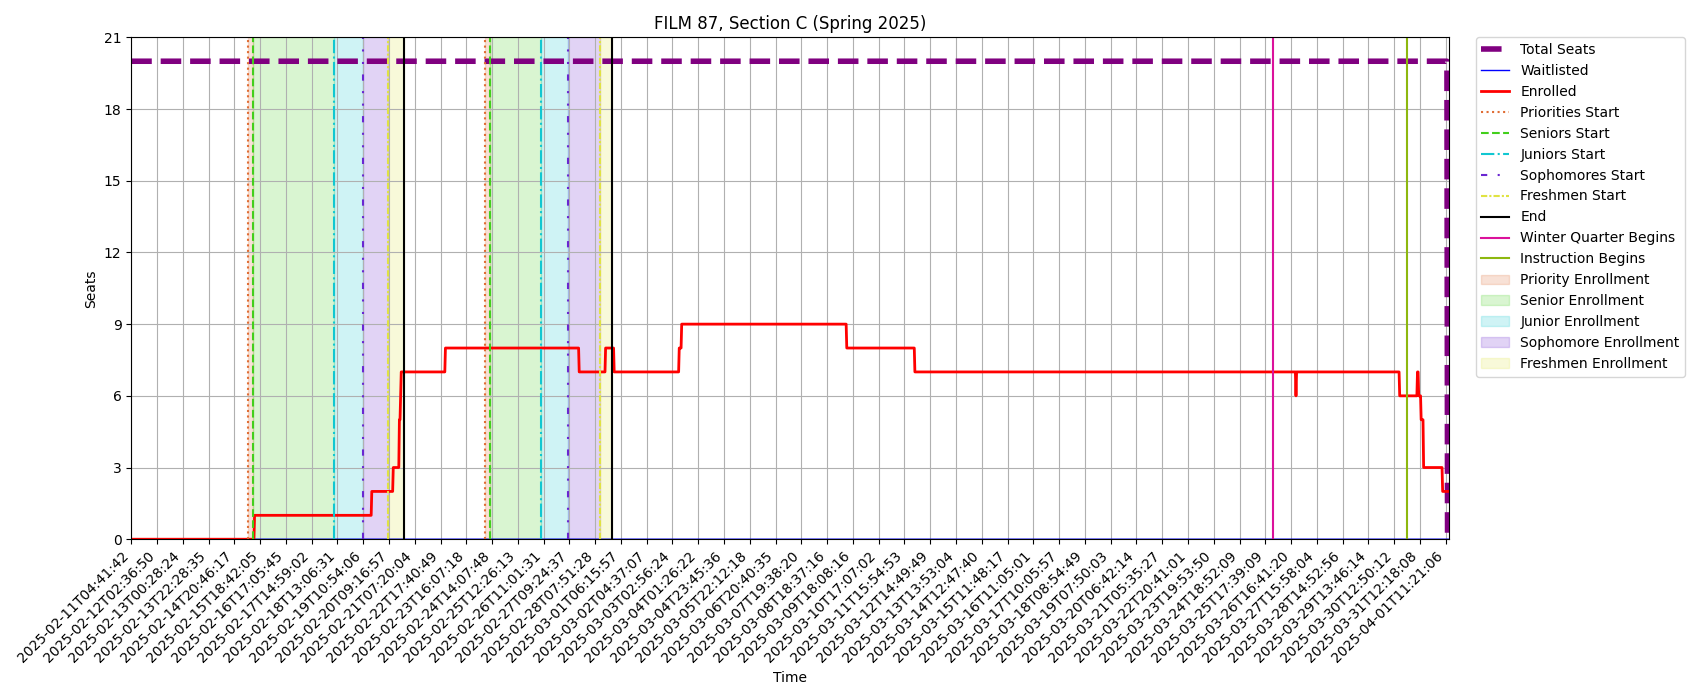 FILM 87, Section C (Spring 2025)
21
18
15
12
9
6
3
0
Seats
2025-02-11T04:41:42
2025-02-12T02:36:50
2025-02-13T00:28:24
2025-02-13T22:28:35
2025-02-14T20:46:17
2025-02-15T18:42:05
2025-02-16T17:05:45
2025-02-17T14:59:02
2025-02-18T13:06:31
2025-02-19T10:54:06
2025-02-20T09:16:57
2025-02-21T07:20:04
2025-02-22T17:40:49
2025-02-23T16:07:18
2025-02-24T14:07:48
2025-02-25T12:26:13
2025-02-26T11:01:31
2025-02-27T09:24:37
2025-02-28T07:51:28
2025-03-01T06:15:57
2025-03-02T04:37:07
2025-03-03T02:56:24
2025-03-04T01:26:22
2025-03-04T23:45:36
2025-03-05T22:12:18
2025-03-06T20:40:35
2025-03-07T19:38:20
2025-03-08T18:37:16
2025-03-09T18:08:16
2025-03-10T17:07:02
2025-03-11T15:54:53
2025-03-12T14:49:49
2025-03-13T13:53:04
2025-03-14T12:47:40
2025-03-15T11:48:17
2025-03-16T11:05:01
2025-03-17T10:05:57
2025-03-18T08:54:49
2025-03-19T07:50:03
2025-03-20T06:42:14
2025-03-21T05:35:27
2025-03-22T20:41:01
2025-03-23T19:53:50
2025-03-24T18:52:09
2025-03-25T17:39:09
2025-03-26T16:41:20
2025-03-27T15:58:04
2025-03-28T14:52:56
2025-03-29T13:46:14
2025-03-30T12:50:12
2025-03-31T12:18:08
2025-04-01T11:21:06
Time
Total Seats
Waitlisted
Enrolled
Priorities Start
Seniors Start
Juniors Start
Sophomores Start
Freshmen Start
End
Winter Quarter Begins
Instruction Begins
Priority Enrollment
Senior Enrollment
Junior Enrollment
Sophomore Enrollment
Freshmen Enrollment